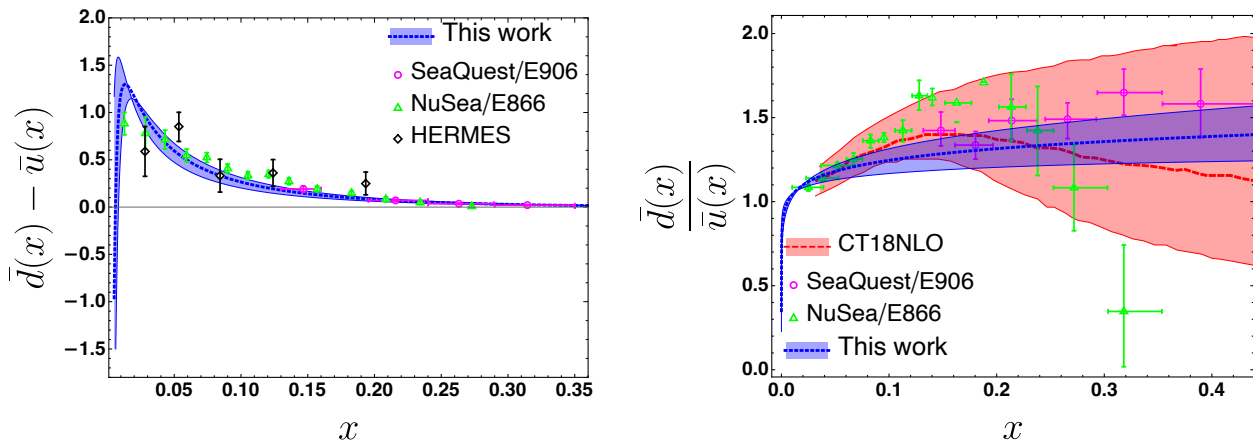 2.0
1.5
1.0
0.5
0.0
−0.5
−1.0
−1.5
d̄(x) − ū(x)
This work
SeaQuest/E906
NuSea/E866
HERMES
0.05 0.10 0.15 0.20 0.25 0.30 0.35
x
2.0
1.5
1.0
0.5
0.0
d̄(x)
ū(x)
CT18NLO
SeaQuest/E906
NuSea/E866
This work
0.0 0.1 0.2 0.3 0.4
x